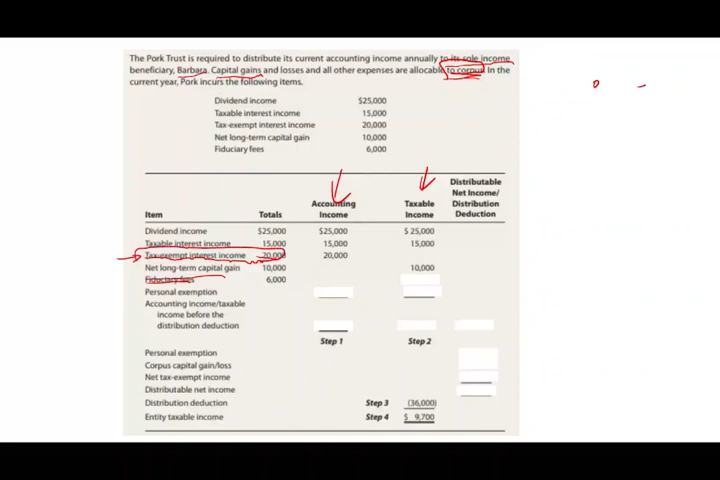 The Pork Trust is required to distribute its current accounting income annually to its sole income
beneficiary, Barbara. Capital gains and losses and all other expenses are allocable to corpus. In the
current year, Pork incurs the following items.
Dividend income $25,000
Taxable interest income 15,000
Tax-exempt interest income 20,000
Net long-term capital gain 10,000
Fiduciary fees 6,000
Distributable
Net Income/
Accounting Taxable Distribution
Item Totals Income Income Deduction
Dividend income $25,000 $25,000 $ 25,000
Taxable interest income 15,000 15,000 15,000
Tax-exempt interest income 20,000 20,000
Net long-term capital gain 10,000 10,000
Fiduciary fees 6,000
Personal exemption
Accounting income/taxable
income before the
distribution deduction
Step 1 Step 2
Personal exemption
Corpus capital gain/loss
Net tax-exempt income
Distributable net income
Distribution deduction Step 3 (36,000)
Entity taxable income Step 4 $ 9,700